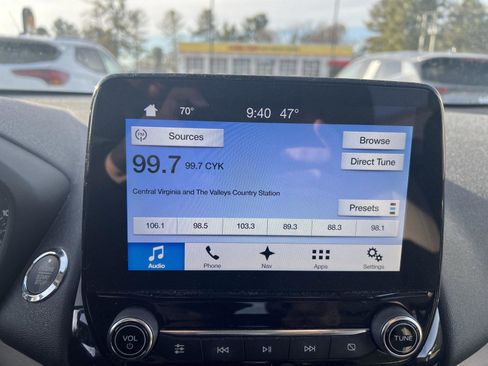 70° 9:40 47°
FM Sources Browse
99.7 99.7 CYK Direct Tune
Central Virginia and The Valleys Country Station
Presets
106.1 98.5 103.3 89.3 88.3 98.1
Audio Phone Nav Apps Settings
VOL TUNE